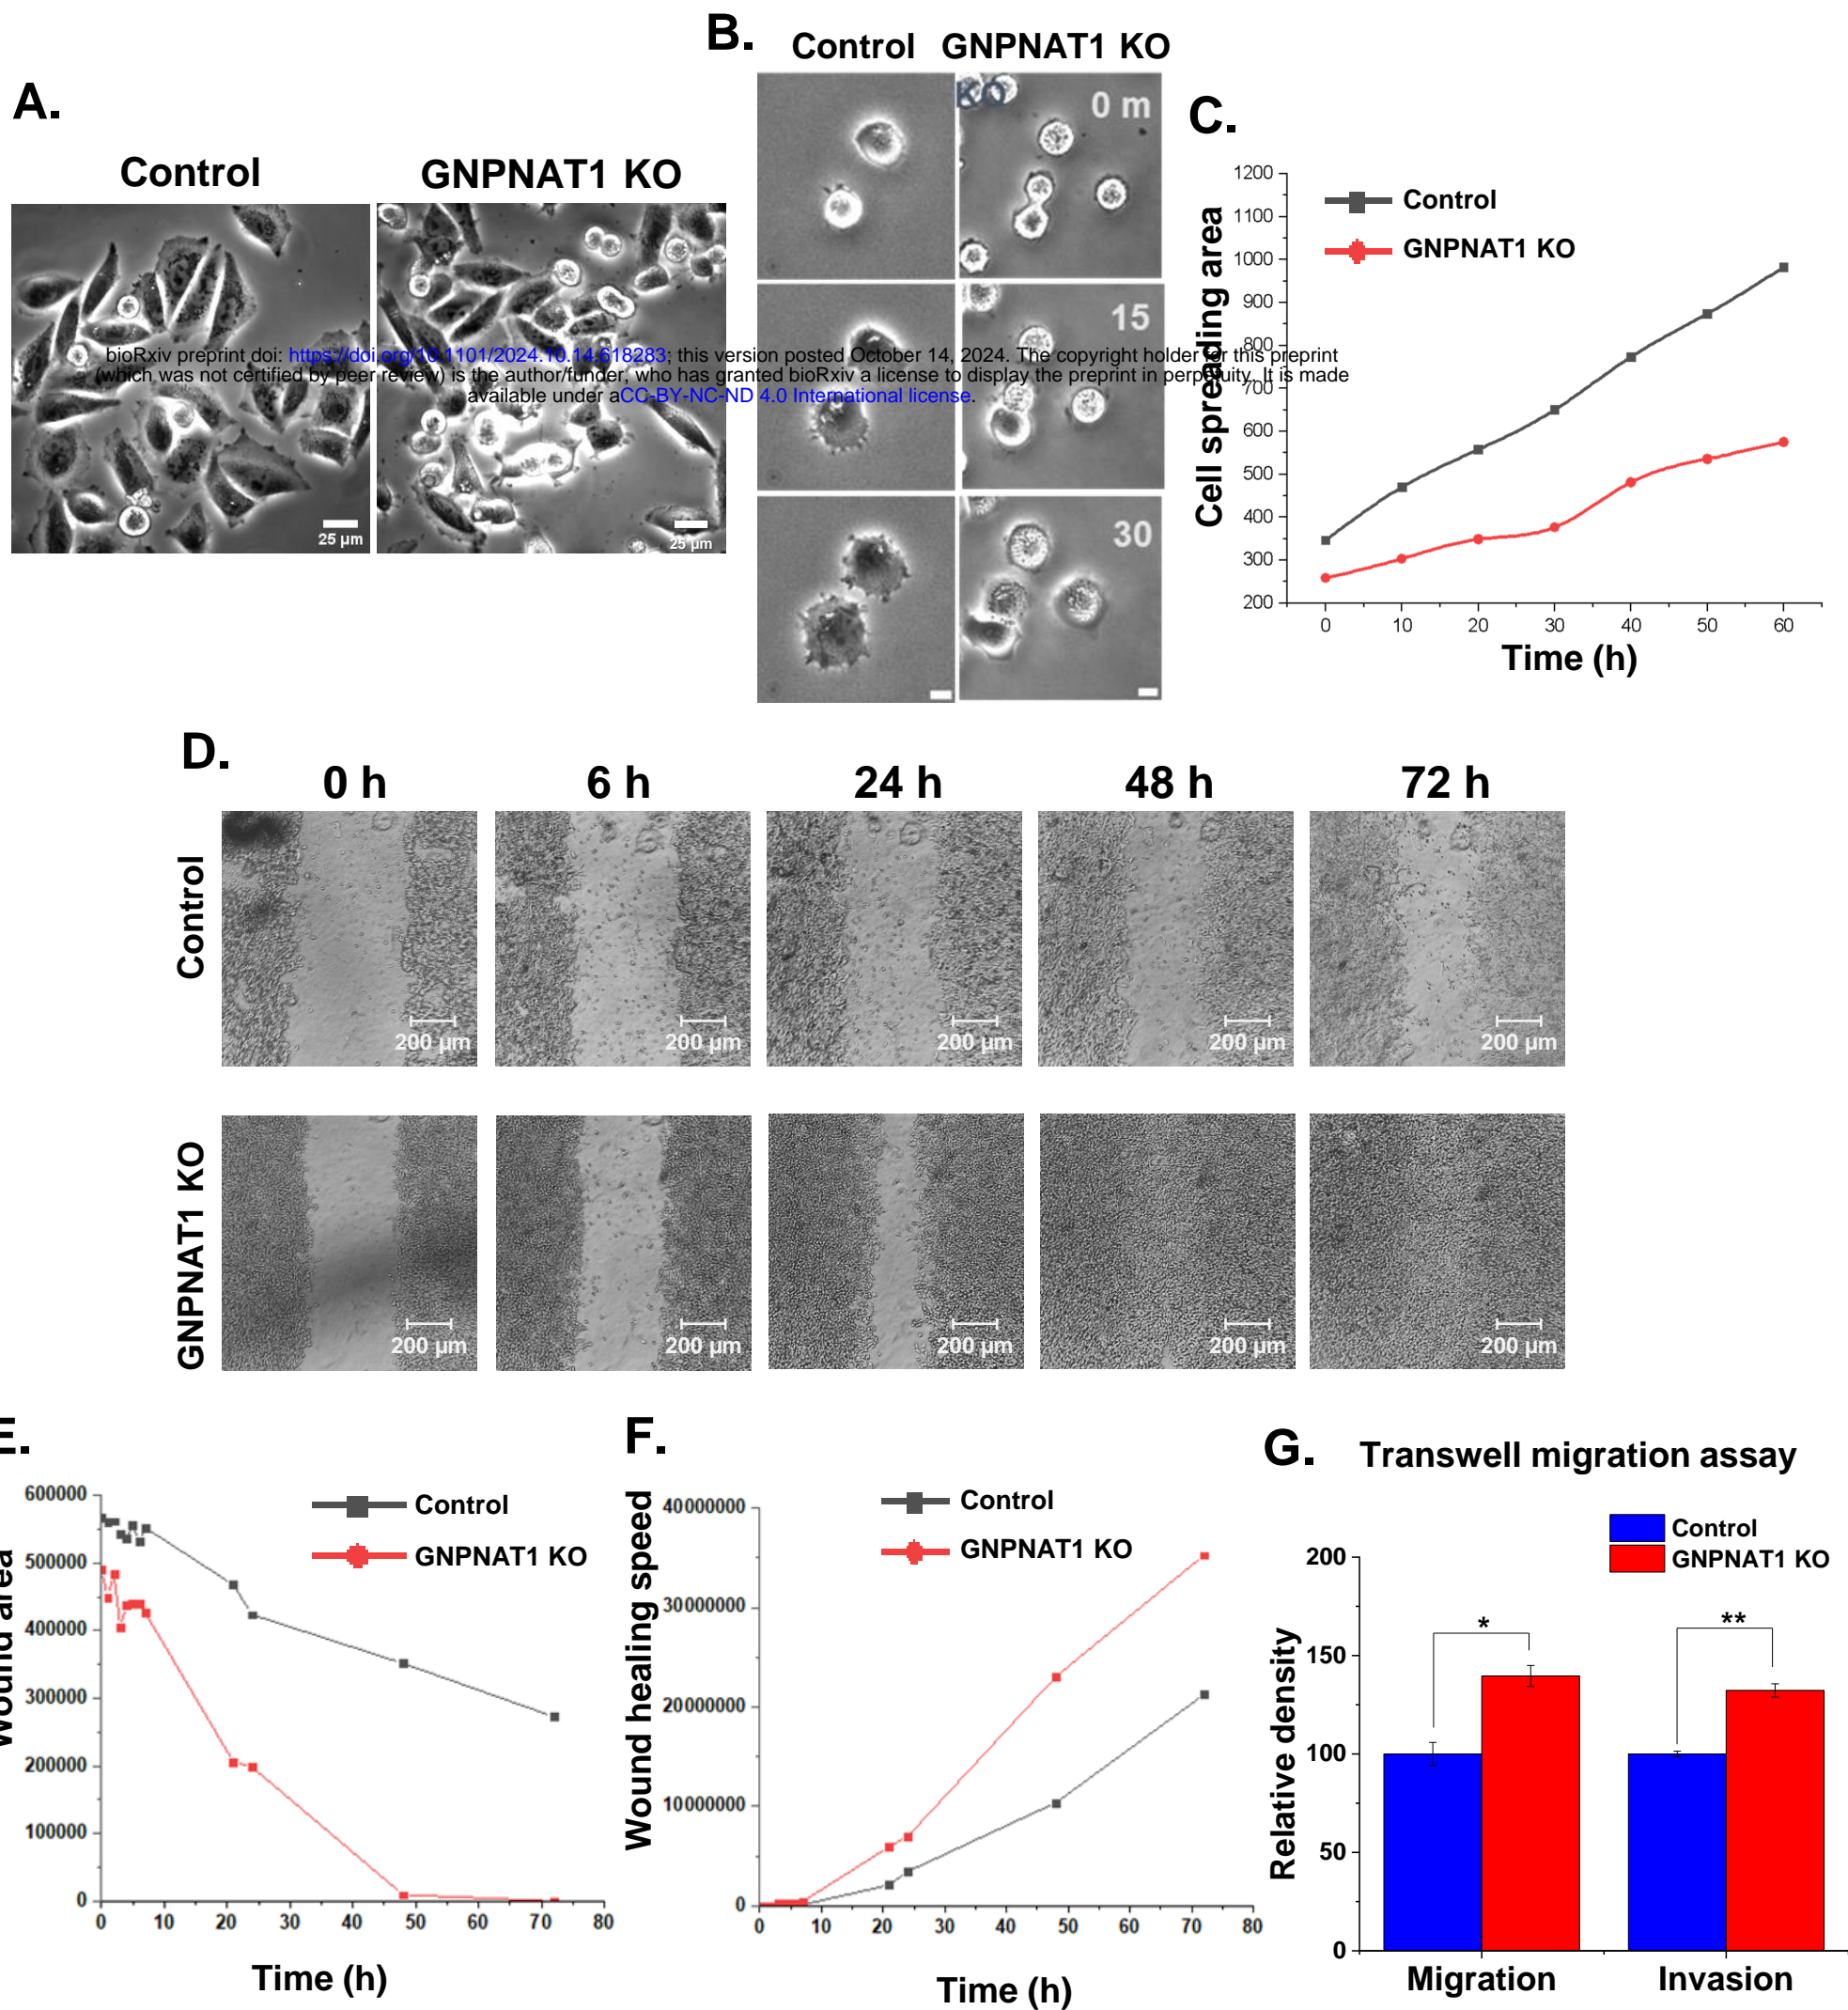 A.
Control
GNPNAT1 KO
25 µm
25 µm
B.
Control GNPNAT1 KO
KO
0 m
15
30
bioRxiv preprint doi: https://doi.org/10.1101/2024.10.14.618283; this version posted October 14, 2024. The copyright holder for this preprint
(which was not certified by peer review) is the author/funder, who has granted bioRxiv a license to display the preprint in perpetuity. It is made
available under aCC-BY-NC-ND 4.0 International license.
C.
Cell spreading area
1200
1100
1000
900
800
700
600
500
400
300
200
Control
GNPNAT1 KO
0 10 20 30 40 50 60
Time (h)
D.
0 h 6 h 24 h 48 h 72 h
Control
200 µm 200 µm 200 µm 200 µm 200 µm
GNPNAT1 KO
200 µm 200 µm 200 µm 200 µm 200 µm
E.
Wound area
600000
500000
400000
300000
200000
100000
0
Control
GNPNAT1 KO
0 10 20 30 40 50 60 70 80
Time (h)
F.
Wound healing speed
40000000
30000000
20000000
10000000
0
Control
GNPNAT1 KO
0 10 20 30 40 50 60 70 80
Time (h)
G. Transwell migration assay
Control
GNPNAT1 KO
Relative density
200
150
100
50
0
*
**
Migration Invasion